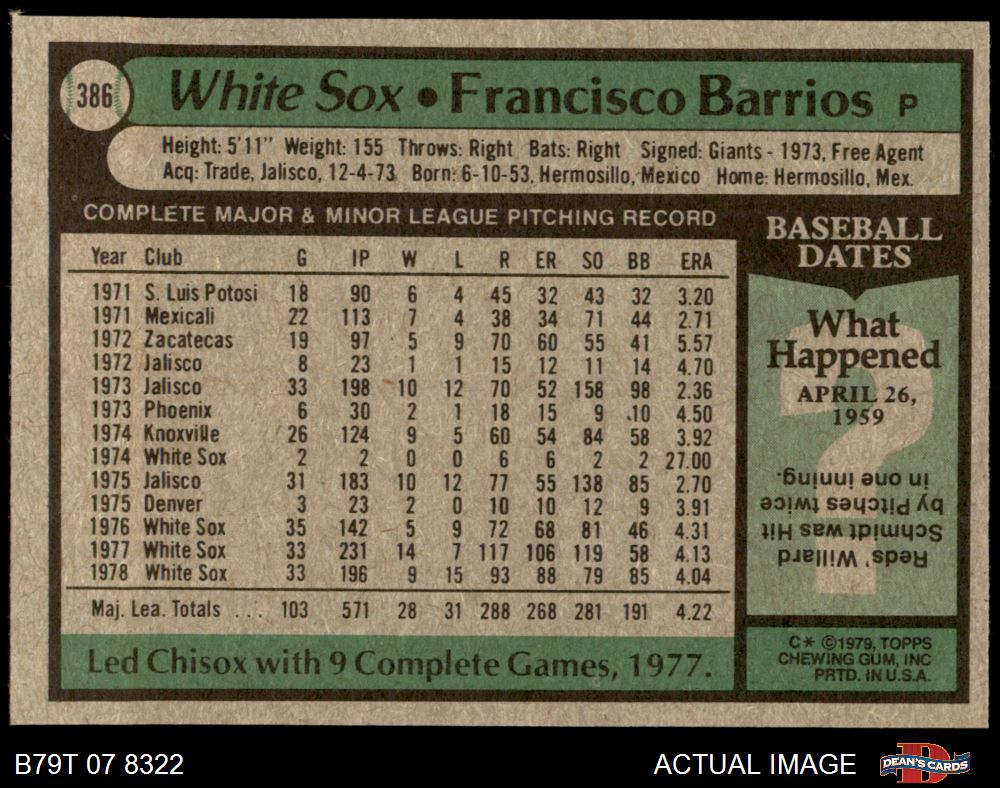 386
White Sox • Francisco Barrios P
Height: 5'11" Weight: 155 Throws: Right Bats: Right Signed: Giants - 1973, Free Agent
Acq: Trade, Jalisco, 12-4-73 Born: 6-10-53, Hermosillo, Mexico Home: Hermosillo, Mex.
COMPLETE MAJOR & MINOR LEAGUE PITCHING RECORD
Year Club G IP W L R ER SO BB ERA
1971 S. Luis Potosi 18 90 6 4 45 32 43 32 3.20
1971 Mexicali 22 113 7 4 38 34 71 44 2.71
1972 Zacatecas 19 97 5 9 70 60 55 41 5.57
1972 Jalisco 8 23 1 1 15 12 11 14 4.70
1973 Jalisco 33 198 10 12 70 52 158 98 2.36
1973 Phoenix 6 30 2 1 18 15 9 10 4.50
1974 Knoxville 26 124 9 5 60 54 84 58 3.92
1974 White Sox 2 2 0 0 6 6 2 2 27.00
1975 Jalisco 31 183 10 12 77 55 138 85 2.70
1975 Denver 3 23 2 0 10 10 12 9 3.91
1976 White Sox 35 142 5 9 72 68 81 46 4.31
1977 White Sox 33 231 14 7 117 106 119 58 4.13
1978 White Sox 33 196 9 15 93 88 79 85 4.04
Maj. Lea. Totals ... 103 571 28 31 288 268 281 191 4.22
Led Chisox with 9 Complete Games, 1977.
BASEBALL
DATES
What
Happened
APRIL 26,
1959
?
Reds' Willard
Schmidt was Hit
by Pitches twice
in one inning.
C* ©1979, TOPPS
CHEWING GUM, INC
PRTD. IN U.S.A.
B79T 07 8322
ACTUAL IMAGE
D
DEAN'S CARDS